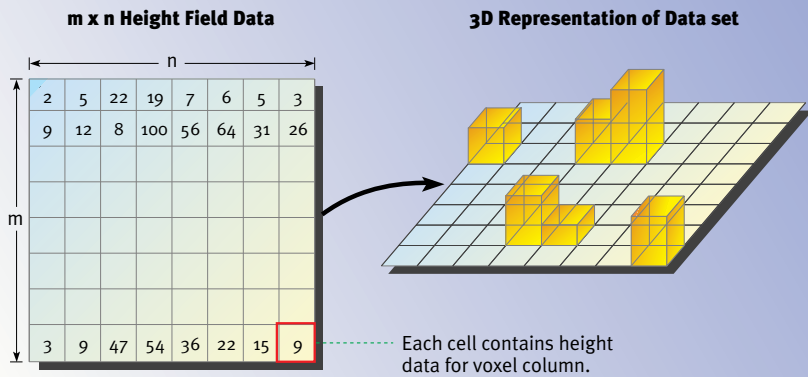 m x n Height Field Data
n
m
2 5 22 19 7 6 5 3
9 12 8 100 56 64 31 26
3 9 47 54 36 22 15 9
3D Representation of Data set
Each cell contains height
data for voxel column.